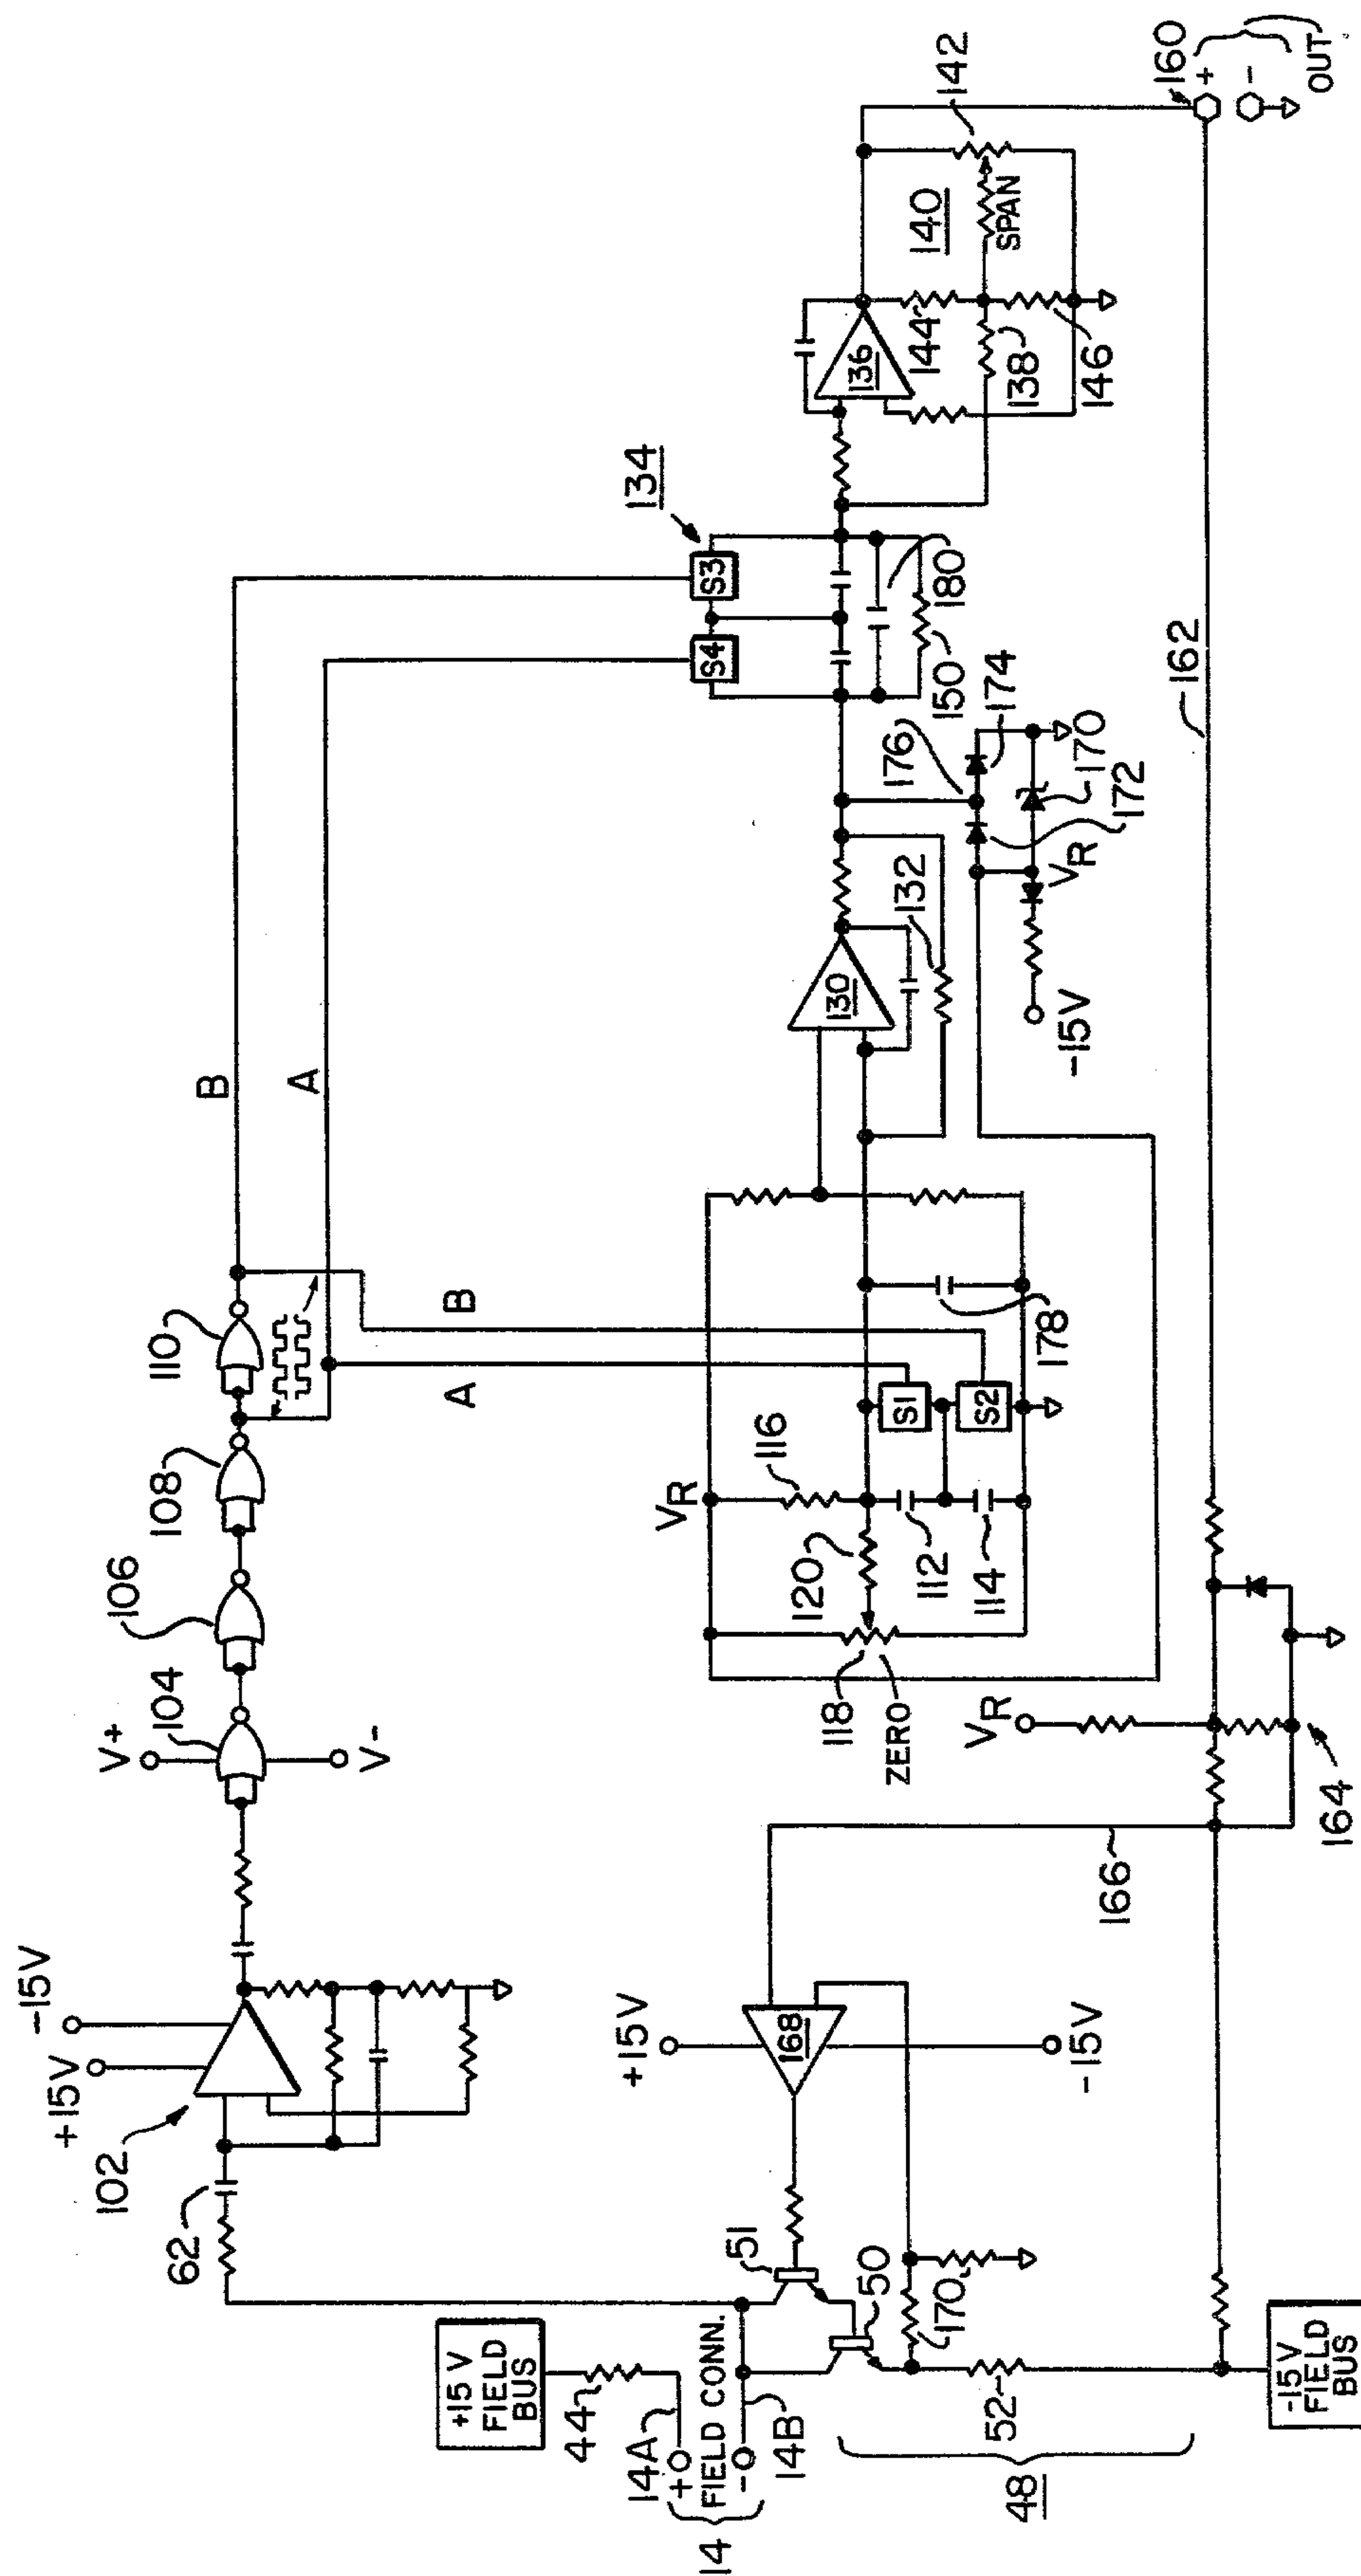 +15V
-15V
102
62
V+
V-
104
106
108
110
B
A
A
B
134
S4
S3
+15 V
FIELD
BUS
44
14A
+
FIELD CONN.
-
14B
14
51
50
170
52
48
-15V
FIELD
BUS
+15V
168
-15V
166
164
VR
118
ZERO
120
VR
116
112
114
S1
S2
178
130
132
-15V
VR
176
174
172
170
150
180
136
144
140
138
146
SPAN
142
162
160
+
-
OUT